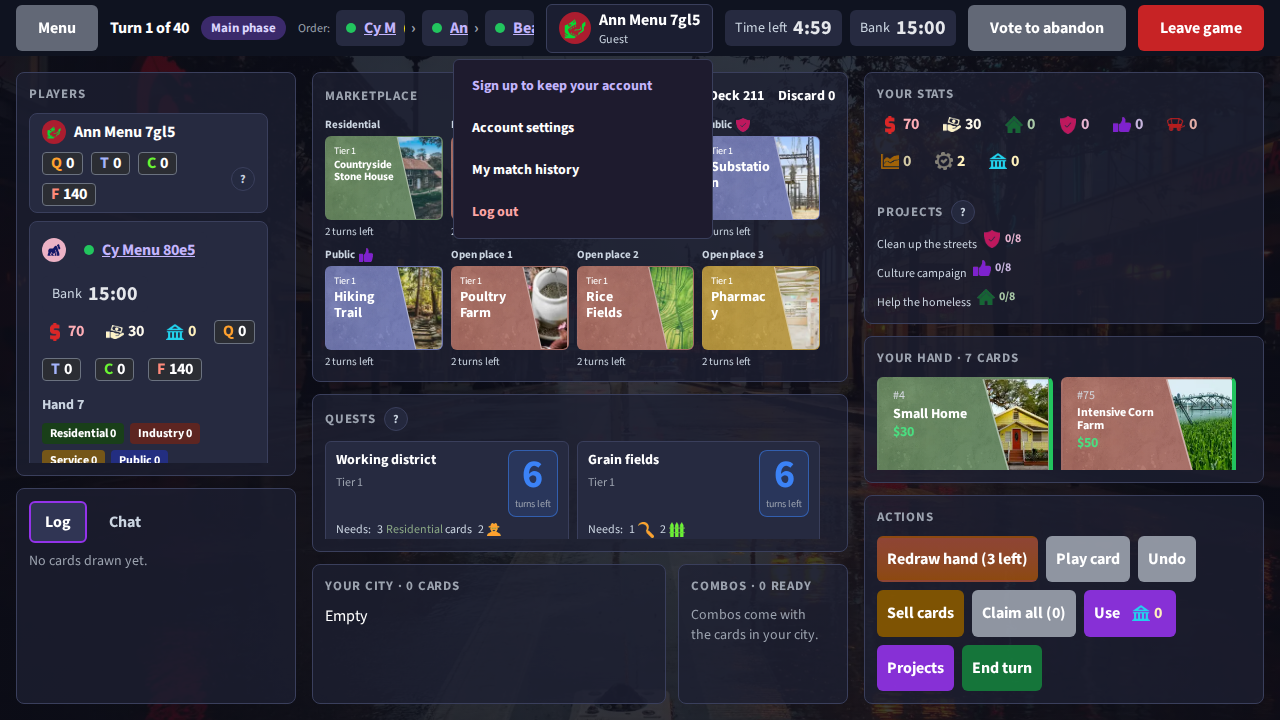 Menu
Turn 1 of 40
Main phase
Order:
Cy M
›
An
›
Bea
Ann Menu 7gl5
Guest
Time left 4:59
Bank 15:00
Vote to abandon
Leave game
Sign up to keep your account
Account settings
My match history
Log out
PLAYERS
Ann Menu 7gl5
Q 0
T 0
C 0
F 140
?
Cy Menu 80e5
Bank 15:00
70
30
0
Q 0
T 0
C 0
F 140
Hand 7
Residential 0
Industry 0
Service 0
Public 0
Log
Chat
No cards drawn yet.
MARKETPLACE
Deck 211
Discard 0
Residential
Tier 1
Countryside
Stone House
2 turns left
Tier 1
Substatio
n
turns left
Public
Tier 1
Hiking
Trail
2 turns left
Open place 1
Tier 1
Poultry
Farm
2 turns left
Open place 2
Tier 1
Rice
Fields
2 turns left
Open place 3
Tier 1
Pharmac
y
2 turns left
QUESTS
?
Working district
Tier 1
6
turns left
Needs: 3 Residential cards 2
Grain fields
Tier 1
6
turns left
Needs: 1 2
YOUR CITY · 0 CARDS
Empty
COMBOS · 0 READY
Combos come with
the cards in your city.
YOUR STATS
70
30
0
0
0
0
0
2
0
PROJECTS
?
Clean up the streets 0/8
Culture campaign 0/8
Help the homeless 0/8
YOUR HAND · 7 CARDS
#4
Small Home
$30
#75
Intensive Corn
Farm
$50
ACTIONS
Redraw hand (3 left)
Play card
Undo
Sell cards
Claim all (0)
Use 0
Projects
End turn